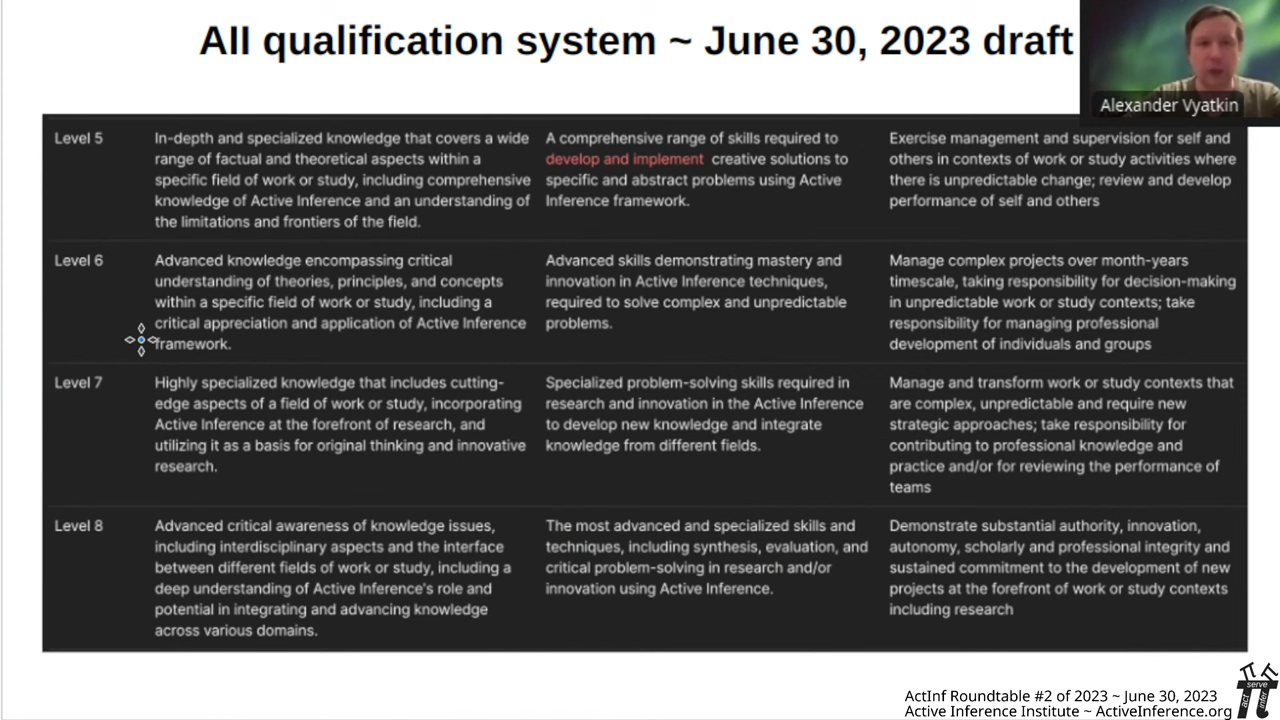 AII qualification system ~ June 30, 2023 draft
Alexander Vyatkin
Level 5
In-depth and specialized knowledge that covers a wide
range of factual and theoretical aspects within a
specific field of work or study, including comprehensive
knowledge of Active Inference and an understanding of
the limitations and frontiers of the field.
A comprehensive range of skills required to
develop and implement creative solutions to
specific and abstract problems using Active
Inference framework.
Exercise management and supervision for self and
others in contexts of work or study activities where
there is unpredictable change; review and develop
performance of self and others
Level 6
Advanced knowledge encompassing critical
understanding of theories, principles, and concepts
within a specific field of work or study, including a
critical appreciation and application of Active Inference
framework.
Advanced skills demonstrating mastery and
innovation in Active Inference techniques,
required to solve complex and unpredictable
problems.
Manage complex projects over month-years
timescale, taking responsibility for decision-making
in unpredictable work or study contexts; take
responsibility for managing professional
development of individuals and groups
Level 7
Highly specialized knowledge that includes cutting-
edge aspects of a field of work or study, incorporating
Active Inference at the forefront of research, and
utilizing it as a basis for original thinking and innovative
research.
Specialized problem-solving skills required in
research and innovation in the Active Inference
to develop new knowledge and integrate
knowledge from different fields.
Manage and transform work or study contexts that
are complex, unpredictable and require new
strategic approaches; take responsibility for
contributing to professional knowledge and
practice and/or for reviewing the performance of
teams
Level 8
Advanced critical awareness of knowledge issues,
including interdisciplinary aspects and the interface
between different fields of work or study, including a
deep understanding of Active Inference's role and
potential in integrating and advancing knowledge
across various domains.
The most advanced and specialized skills and
techniques, including synthesis, evaluation, and
critical problem-solving in research and/or
innovation using Active Inference.
Demonstrate substantial authority, innovation,
autonomy, scholarly and professional integrity and
sustained commitment to the development of new
projects at the forefront of work or study contexts
including research
ActInf Roundtable #2 of 2023 ~ June 30, 2023
Active Inference Institute ~ ActiveInference.org
serve
act
infer